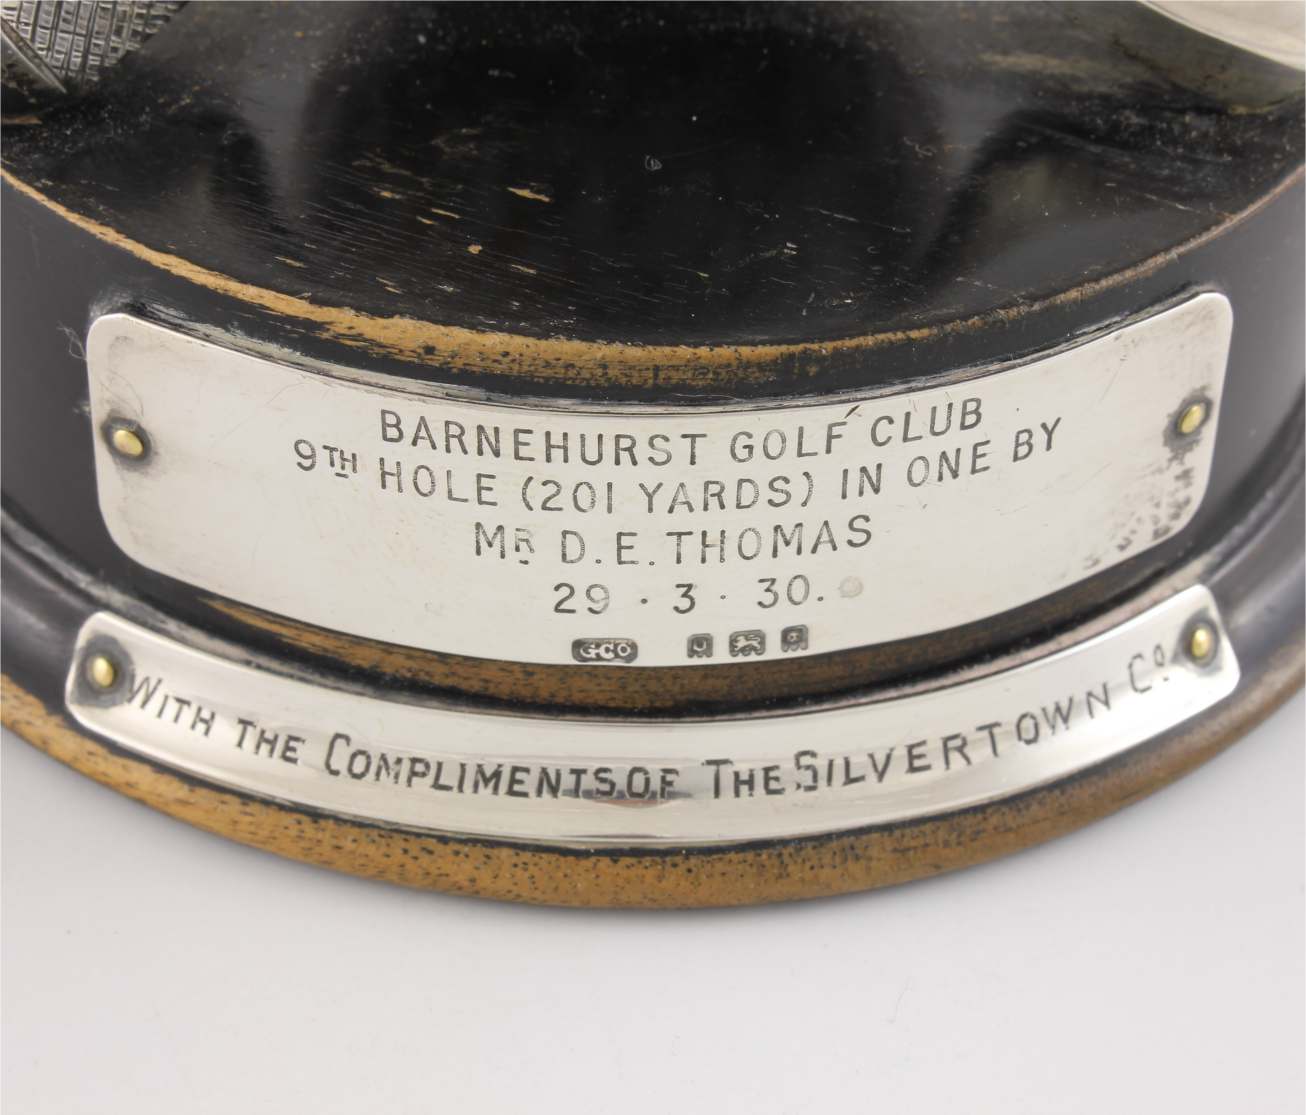 BARNEHURST GOLF CLUB
9TH HOLE (201 YARDS) IN ONE BY
MR D.E. THOMAS
29 · 3 · 30.
GCO
WITH THE COMPLIMENTS OF THE SILVERTOWN CO.